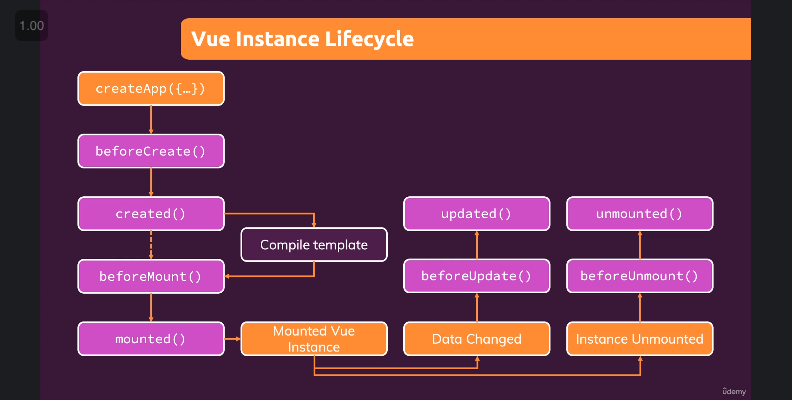 1.00
Vue Instance Lifecycle
createApp({…})
beforeCreate()
created()
Compile template
beforeMount()
mounted()
Mounted Vue
Instance
updated()
beforeUpdate()
Data Changed
unmounted()
beforeUnmount()
Instance Unmounted
ûdemy